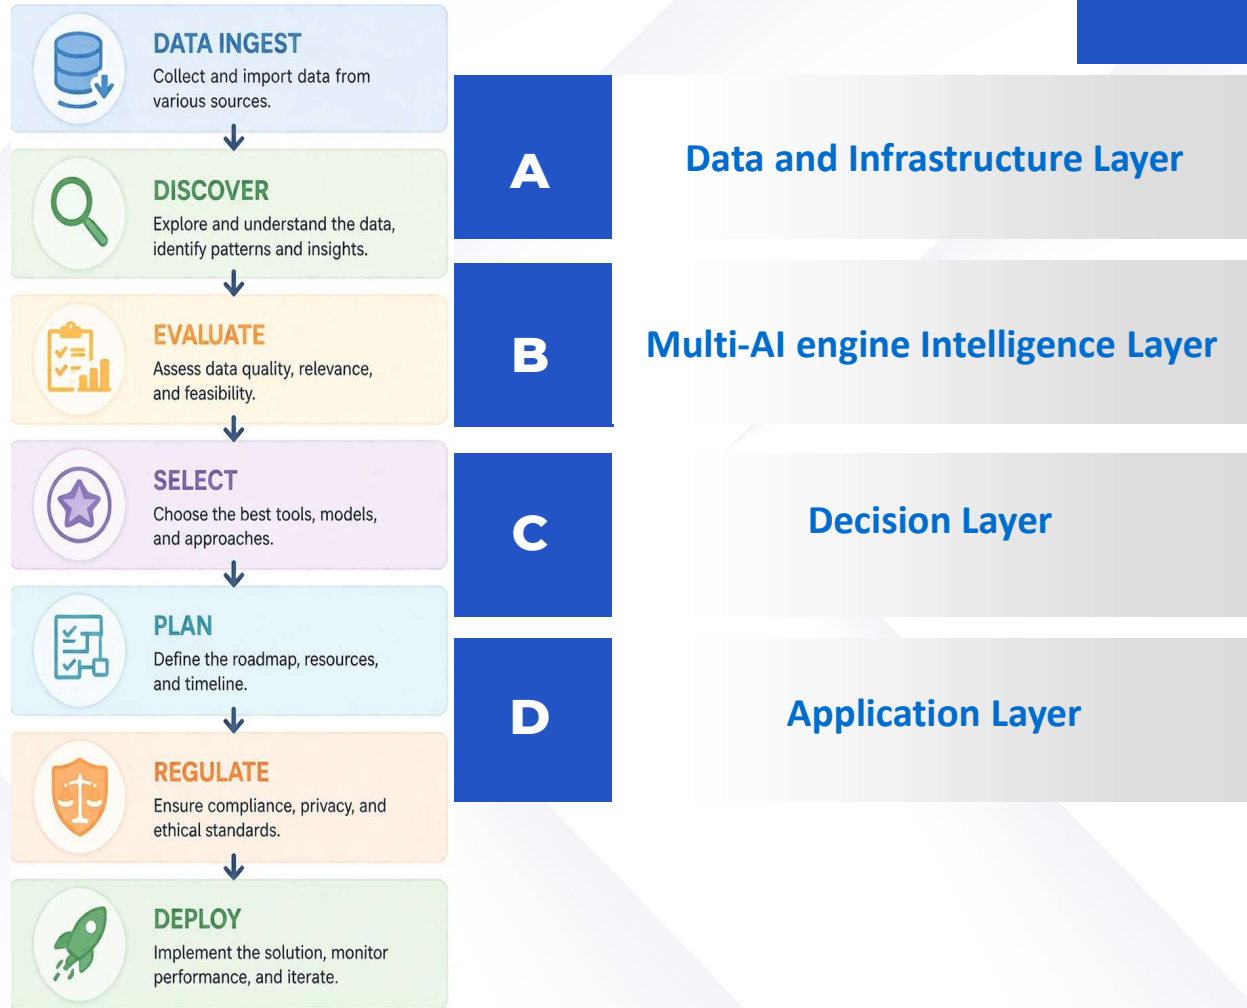 DATA INGEST
Collect and import data from
various sources.
DISCOVER
Explore and understand the data,
identify patterns and insights.
EVALUATE
Assess data quality, relevance,
and feasibility.
SELECT
Choose the best tools, models,
and approaches.
PLAN
Define the roadmap, resources,
and timeline.
REGULATE
Ensure compliance, privacy, and
ethical standards.
DEPLOY
Implement the solution, monitor
performance, and iterate.
A
Data and Infrastructure Layer
B
Multi-AI engine Intelligence Layer
C
Decision Layer
D
Application Layer